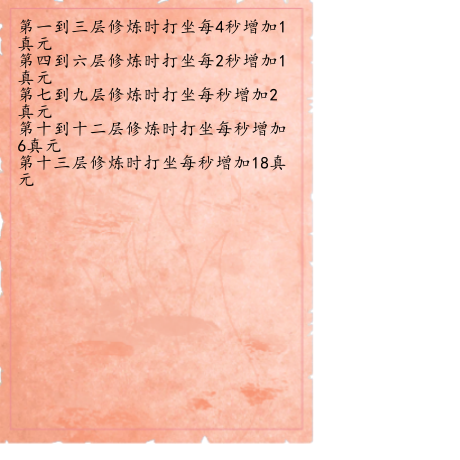 第一到三层修炼时打坐每4秒增加1
真元
第四到六层修炼时打坐每2秒增加1
真元
第七到九层修炼时打坐每秒增加2
真元
第十到十二层修炼时打坐每秒增加
6真元
第十三层修炼时打坐每秒增加18真
元